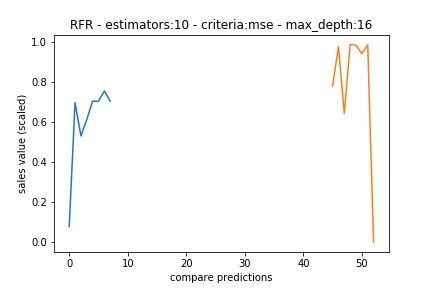 RFR - estimators:10 - criteria:mse - max_depth:16
sales value (scaled)
1.0
0.8
0.6
0.4
0.2
0.0
0 10 20 30 40 50
compare predictions